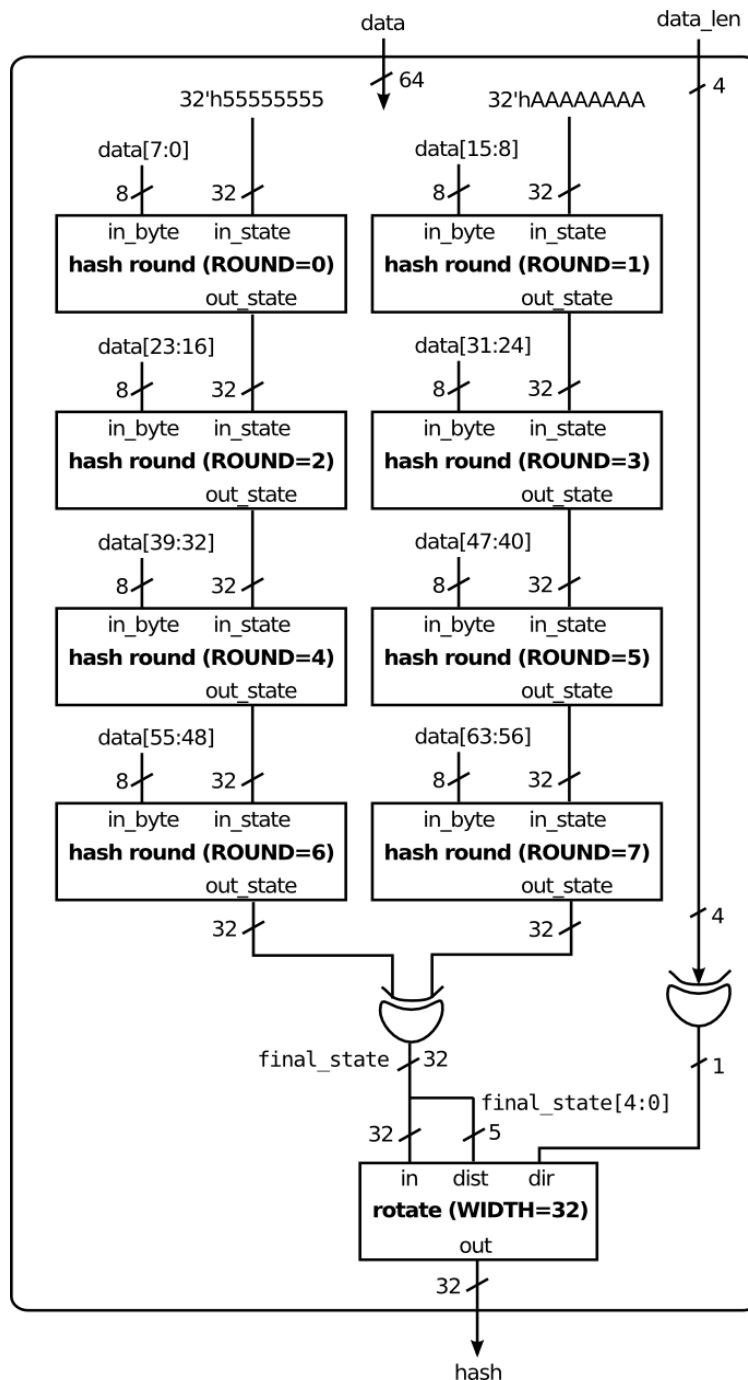 data data_len
64 4
32'h55555555 32'hAAAAAAAA
data[7:0] data[15:8]
8 32 8 32
in_byte in_state in_byte in_state
hash round (ROUND=0) hash round (ROUND=1)
out_state out_state
data[23:16] data[31:24]
8 32 8 32
in_byte in_state in_byte in_state
hash round (ROUND=2) hash round (ROUND=3)
out_state out_state
data[39:32] data[47:40]
8 32 8 32
in_byte in_state in_byte in_state
hash round (ROUND=4) hash round (ROUND=5)
out_state out_state
data[55:48] data[63:56]
8 32 8 32
in_byte in_state in_byte in_state
hash round (ROUND=6) hash round (ROUND=7)
out_state out_state
32 32 4
final_state 32 1
final_state[4:0]
32 5
in dist dir
rotate (WIDTH=32)
out
32
hash